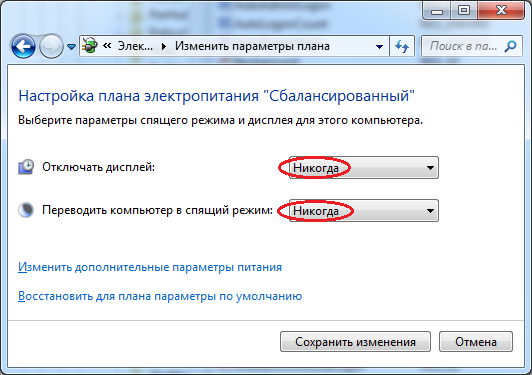 Элек... Изменить параметры плана Поиск в па...
Настройка плана электропитания "Сбалансированный"
Выберите параметры спящего режима и дисплея для этого компьютера.
Отключать дисплей: Никогда
Переводить компьютер в спящий режим: Никогда
Изменить дополнительные параметры питания
Восстановить для плана параметры по умолчанию
Сохранить изменения Отмена